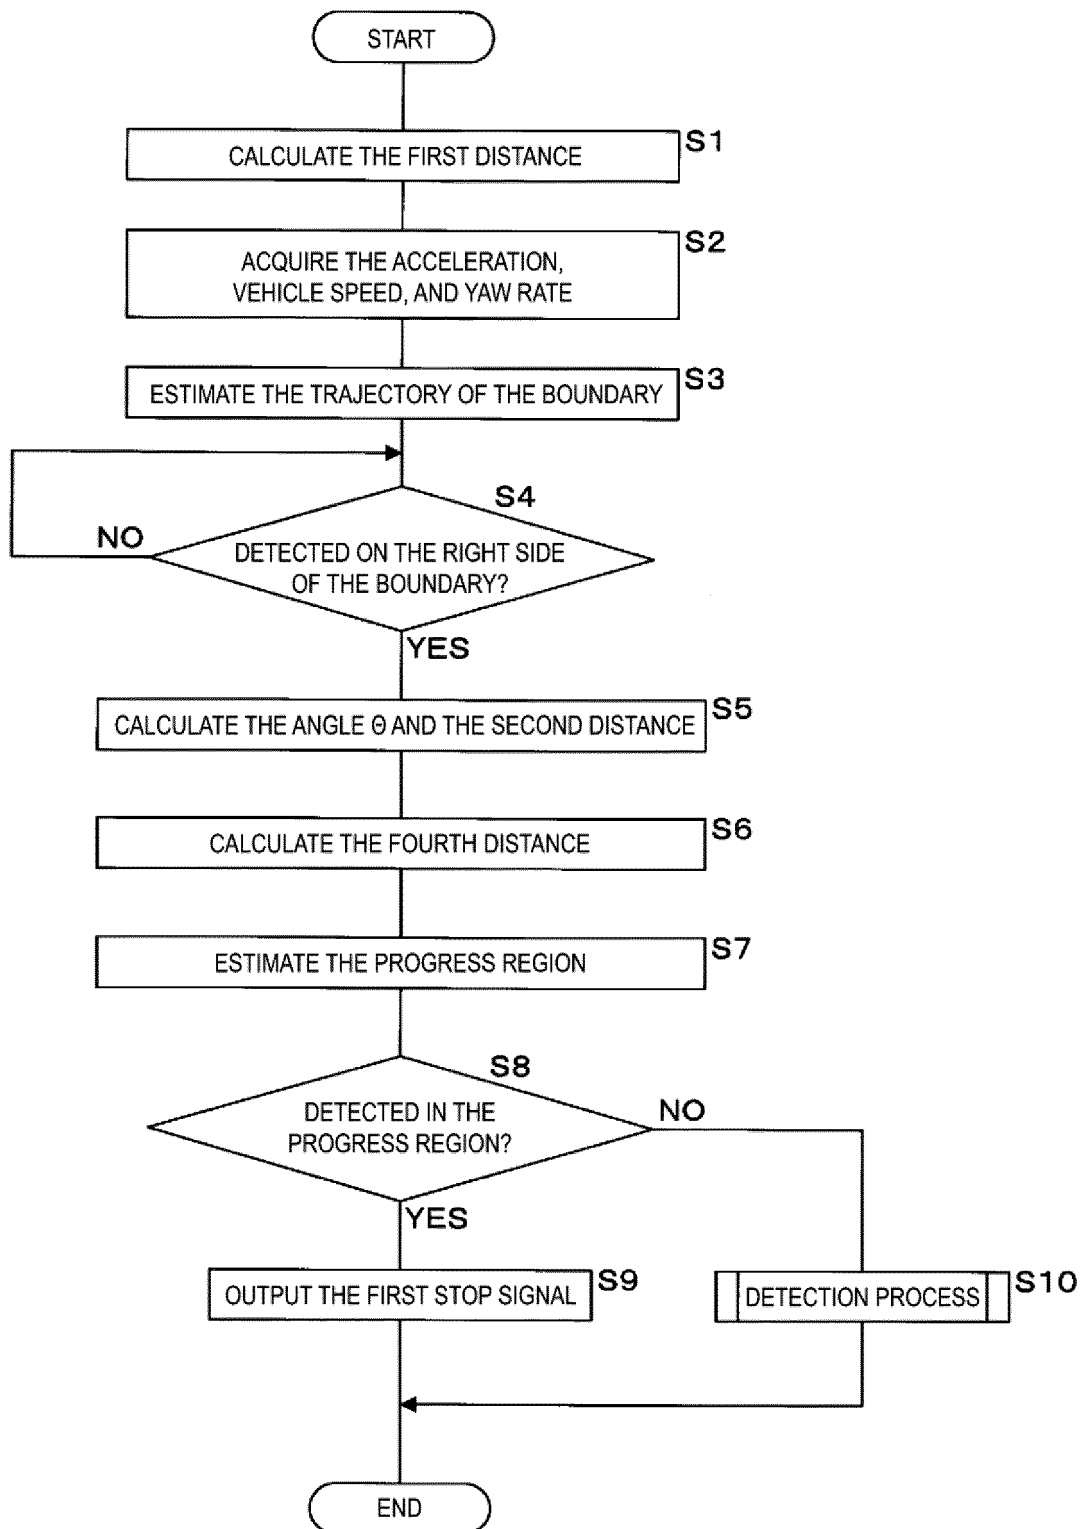 START
S1
CALCULATE THE FIRST DISTANCE
S2
ACQUIRE THE ACCELERATION,
VEHICLE SPEED, AND YAW RATE
S3
ESTIMATE THE TRAJECTORY OF THE BOUNDARY
S4
NO
DETECTED ON THE RIGHT SIDE
OF THE BOUNDARY?
YES
S5
CALCULATE THE ANGLE Θ AND THE SECOND DISTANCE
S6
CALCULATE THE FOURTH DISTANCE
S7
ESTIMATE THE PROGRESS REGION
S8
DETECTED IN THE
PROGRESS REGION?
NO
YES
S9
OUTPUT THE FIRST STOP SIGNAL
S10
DETECTION PROCESS
END